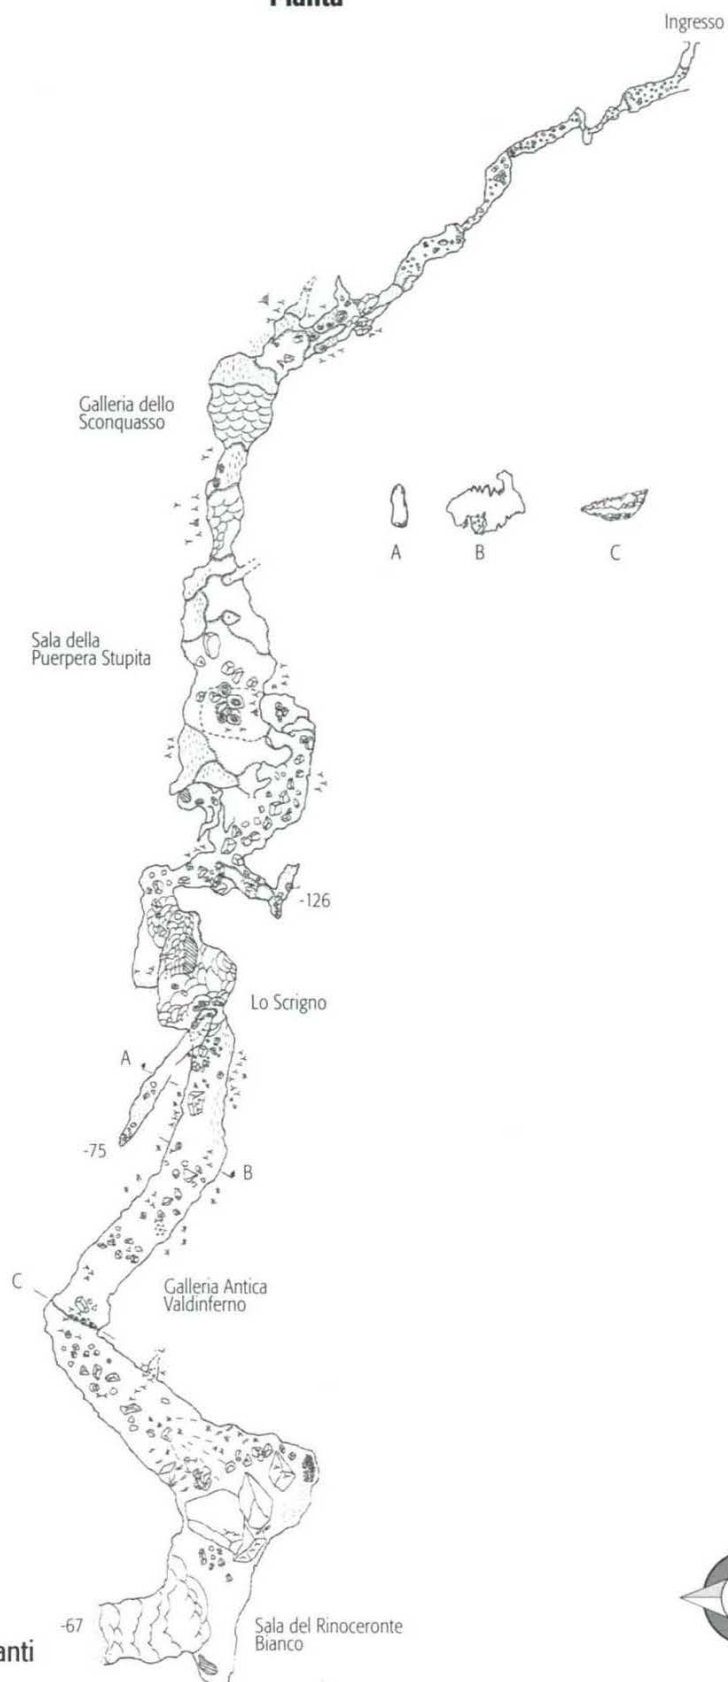 Pianta
Ingresso
Galleria dello
Sconquasso
A
B
C
Sala della
Puerpera Stupita
-126
Lo Scrigno
A
-75
B
C
Galleria Antica
Valdinferno
-67
Sala del Rinoceronte
Bianco
anti